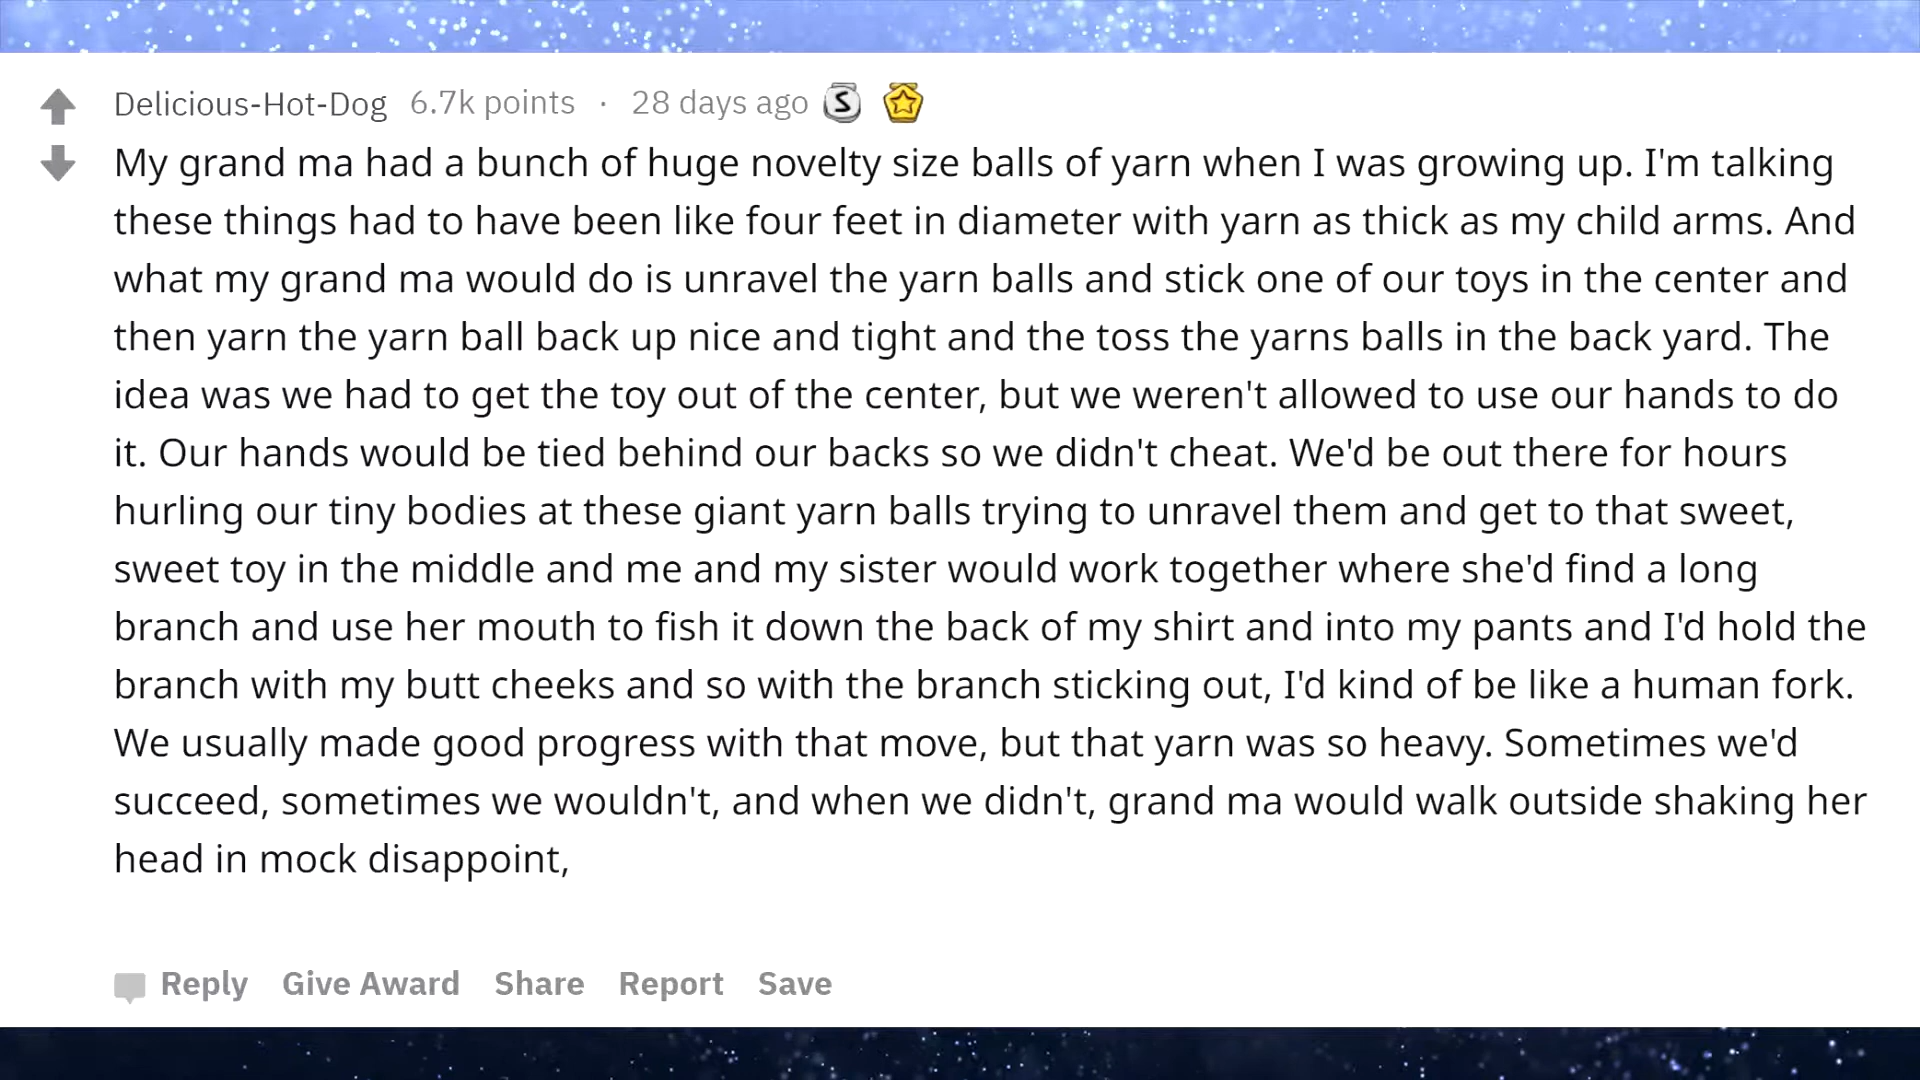 Delicious-Hot-Dog 6.7k points · 28 days ago
My grand ma had a bunch of huge novelty size balls of yarn when I was growing up. I'm talking
these things had to have been like four feet in diameter with yarn as thick as my child arms. And
what my grand ma would do is unravel the yarn balls and stick one of our toys in the center and
then yarn the yarn ball back up nice and tight and the toss the yarns balls in the back yard. The
idea was we had to get the toy out of the center, but we weren't allowed to use our hands to do
it. Our hands would be tied behind our backs so we didn't cheat. We'd be out there for hours
hurling our tiny bodies at these giant yarn balls trying to unravel them and get to that sweet,
sweet toy in the middle and me and my sister would work together where she'd find a long
branch and use her mouth to fish it down the back of my shirt and into my pants and I'd hold the
branch with my butt cheeks and so with the branch sticking out, I'd kind of be like a human fork.
We usually made good progress with that move, but that yarn was so heavy. Sometimes we'd
succeed, sometimes we wouldn't, and when we didn't, grand ma would walk outside shaking her
head in mock disappoint,
Reply Give Award Share Report Save